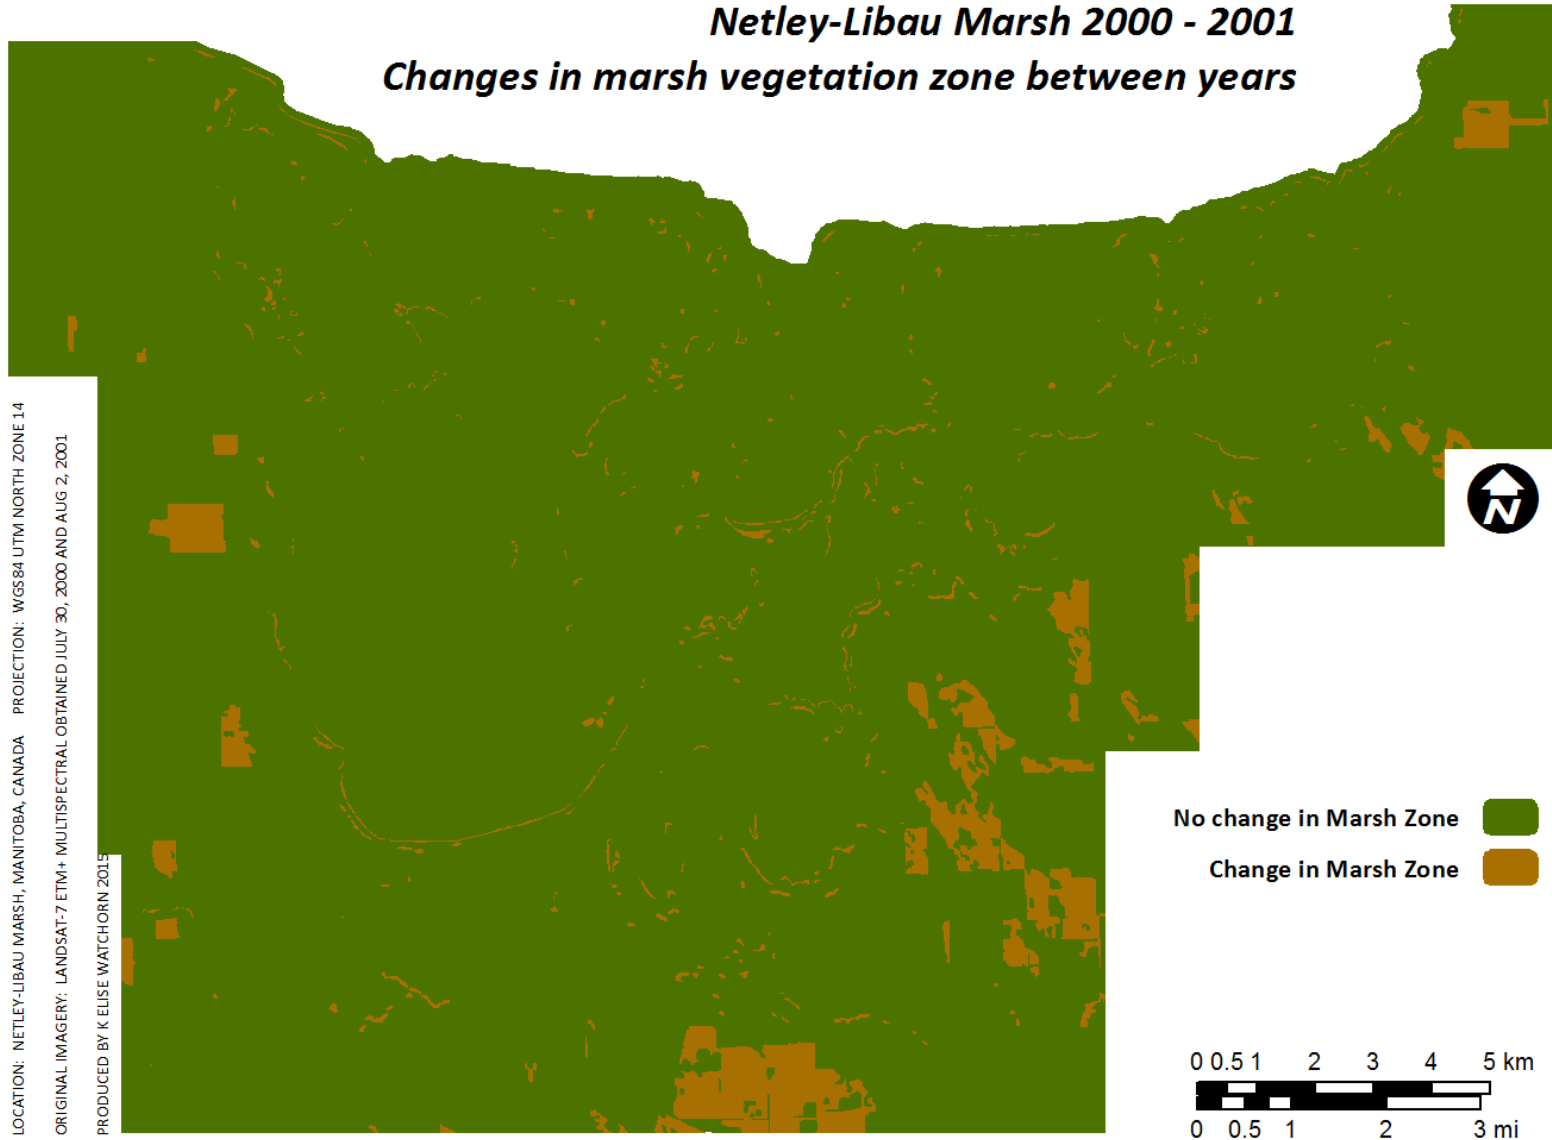 Netley-Libau Marsh 2000 - 2001
Changes in marsh vegetation zone between years
LOCATION: NETLEY-LIBAU MARSH, MANITOBA, CANADA PROJECTION: WGS84 UTM NORTH ZONE 14
ORIGINAL IMAGERY: LANDSAT-7 ETM+ MULTISPECTRAL OBTAINED JULY 30, 2000 AND AUG 2, 2001
PRODUCED BY K ELISE WATCHORN 2015
N
No change in Marsh Zone
Change in Marsh Zone
0 0.5 1 2 3 4 5 km
0 0.5 1 2 3 mi